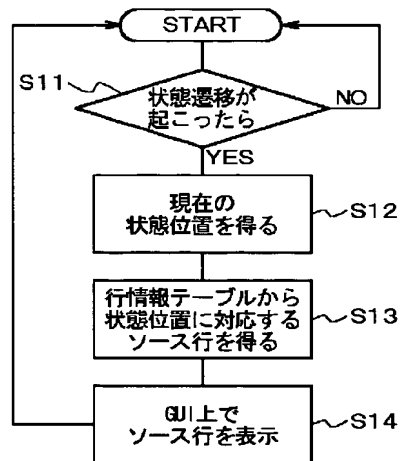 START
S11
状態遷移が
起こったら
NO
YES
現在の
状態位置を得る
S12
行情報テーブルから
状態位置に対応する
ソース行を得る
S13
GUI上で
ソース行を表示
S14